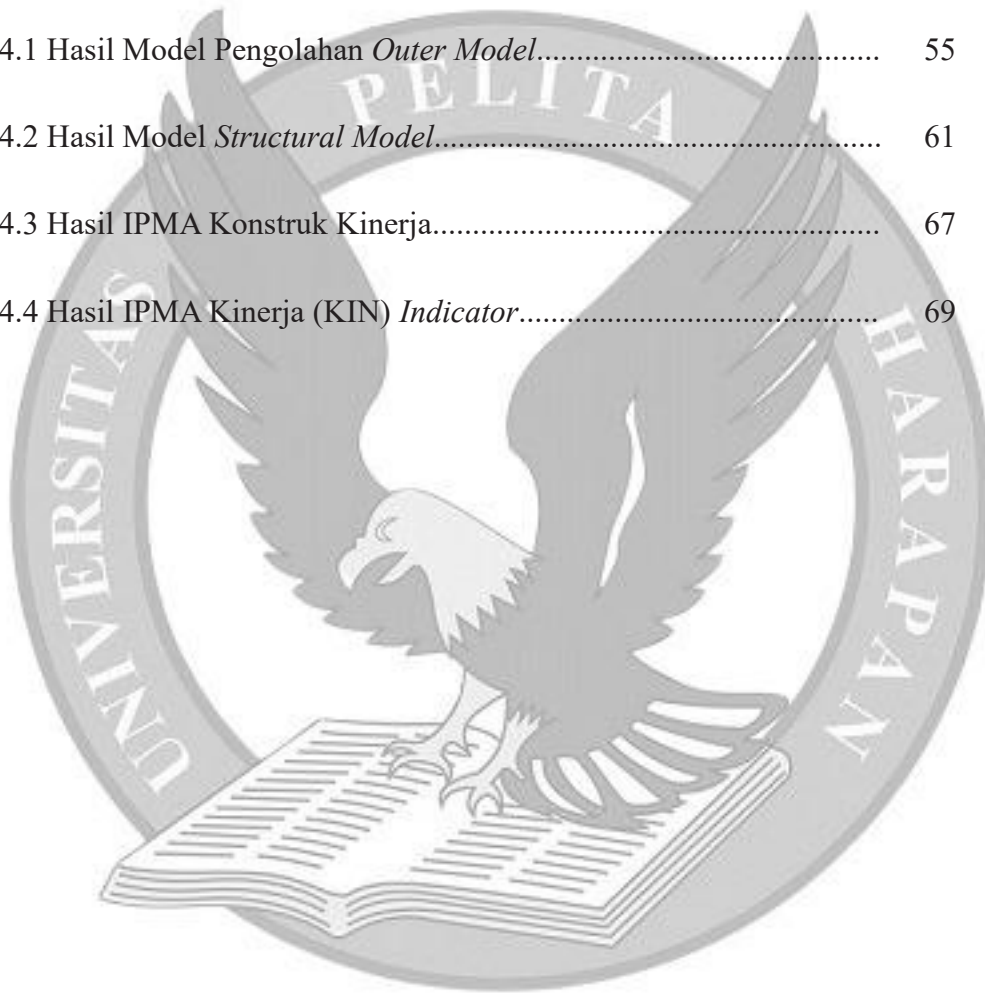 4.1 Hasil Model Pengolahan Outer Model........................................... 55
4.2 Hasil Model Structural Model........................................................ 61
4.3 Hasil IPMA Konstruk Kinerja........................................................ 67
4.4 Hasil IPMA Kinerja (KIN) Indicator............................................. 69
UNIVERSITAS PELITA HARAPAN